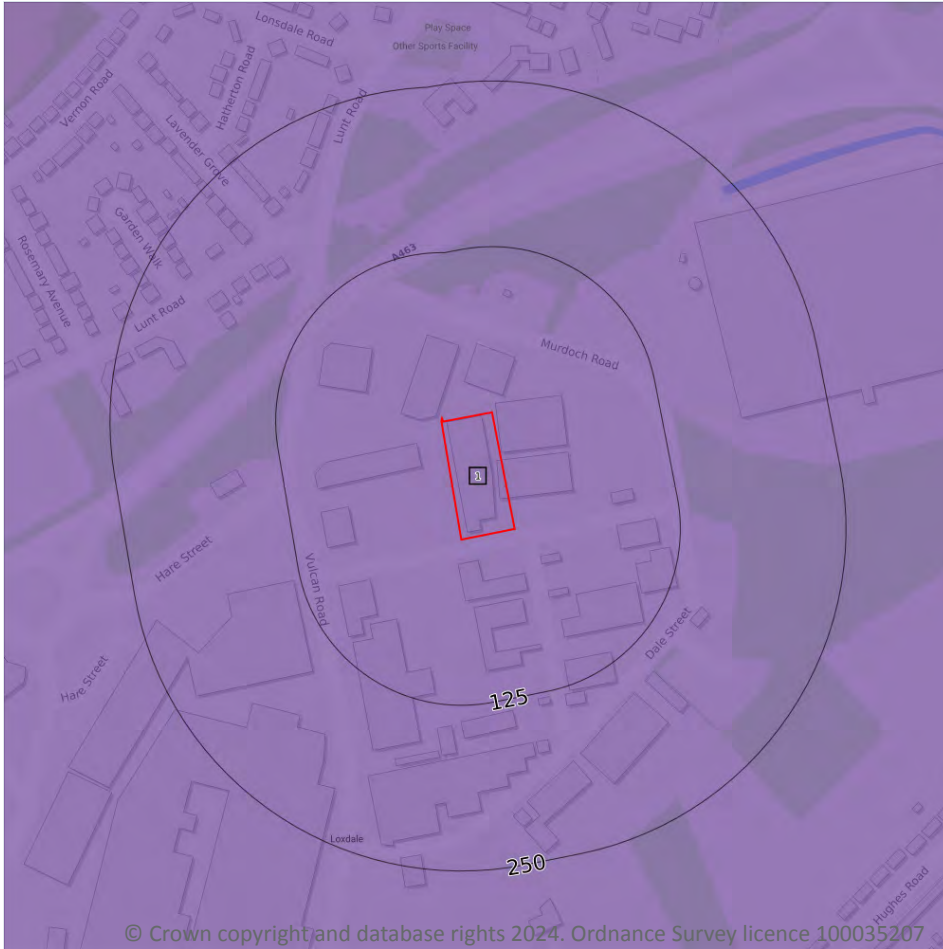 Lonsdale Road
Play Space
Other Sports Facility
Vernon Road
Hatherton Road
Lunt Road
Lavender Grove
Garden Walk
Rosemary Avenue
A463
Lunt Road
Murdoch Road
1
Hare Street
Vulcan Road
Dale Street
Hare Street
125
Loxdale
250
Hughes Road
© Crown copyright and database rights 2024. Ordnance Survey licence 100035207